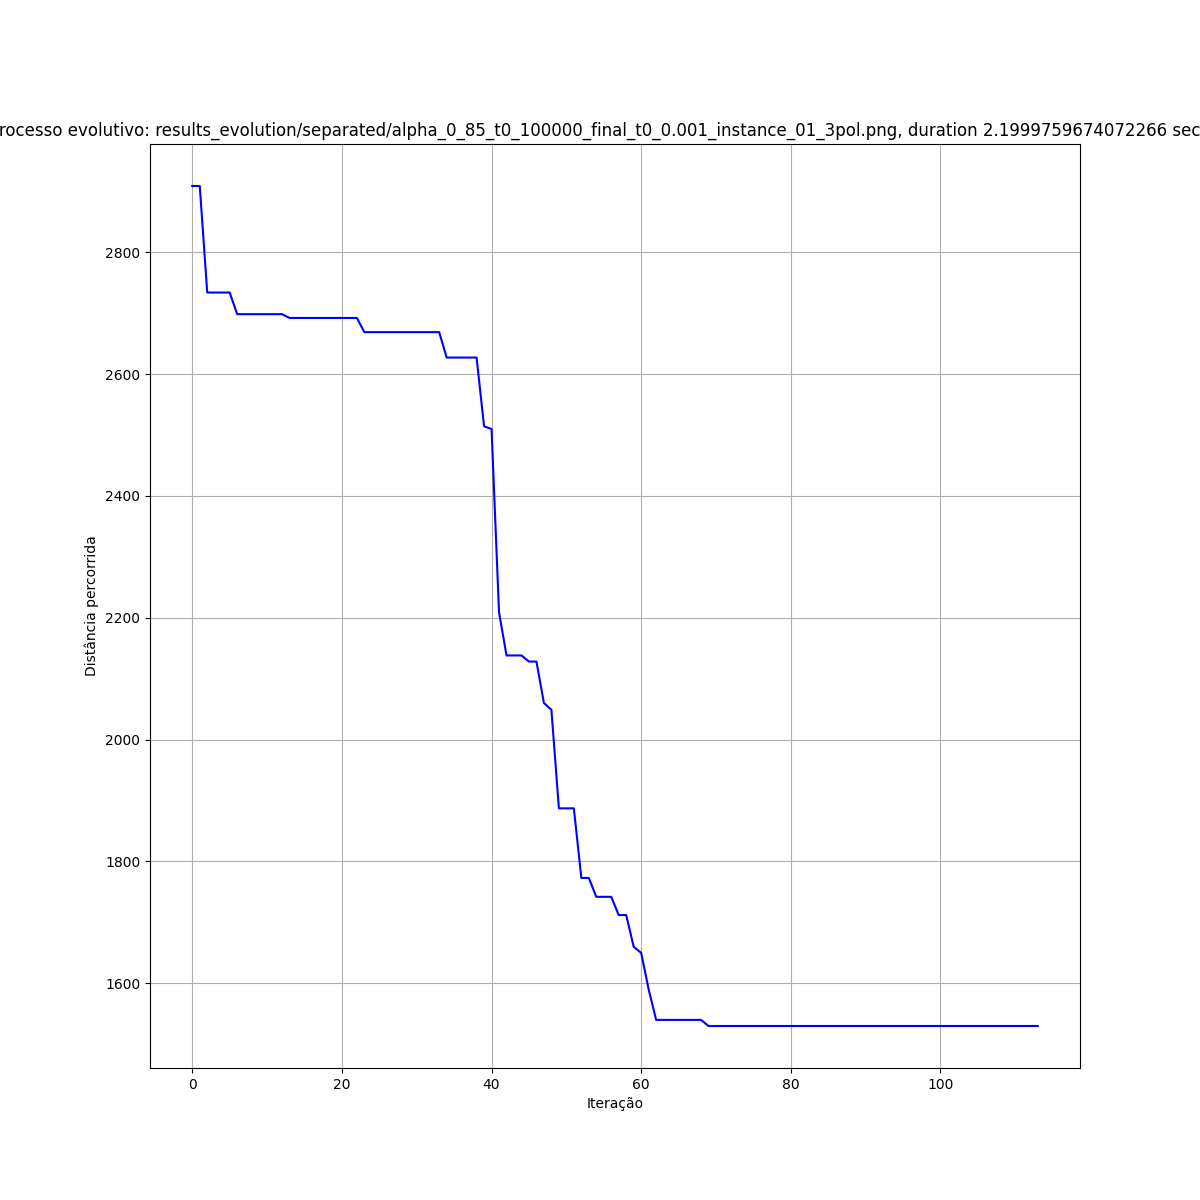 rocesso evolutivo: results_evolution/separated/alpha_0_85_t0_100000_final_t0_0.001_instance_01_3pol.png, duration 2.1999759674072266 sec
2800
2600
2400
2200
2000
1800
1600
Distância percorrida
0 20 40 60 80 100
Iteração